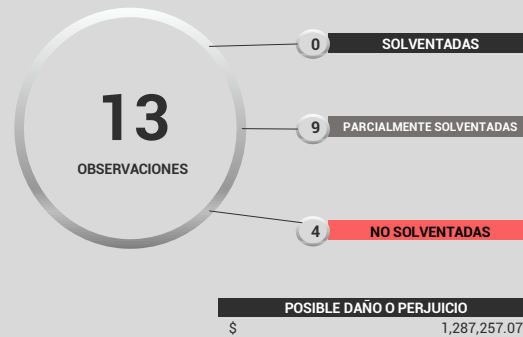 13
OBSERVACIONES
0 SOLVENTADAS
9 PARCIALMENTE SOLVENTADAS
4 NO SOLVENTADAS
POSIBLE DAÑO O PERJUICIO
$ 1,287,257.07